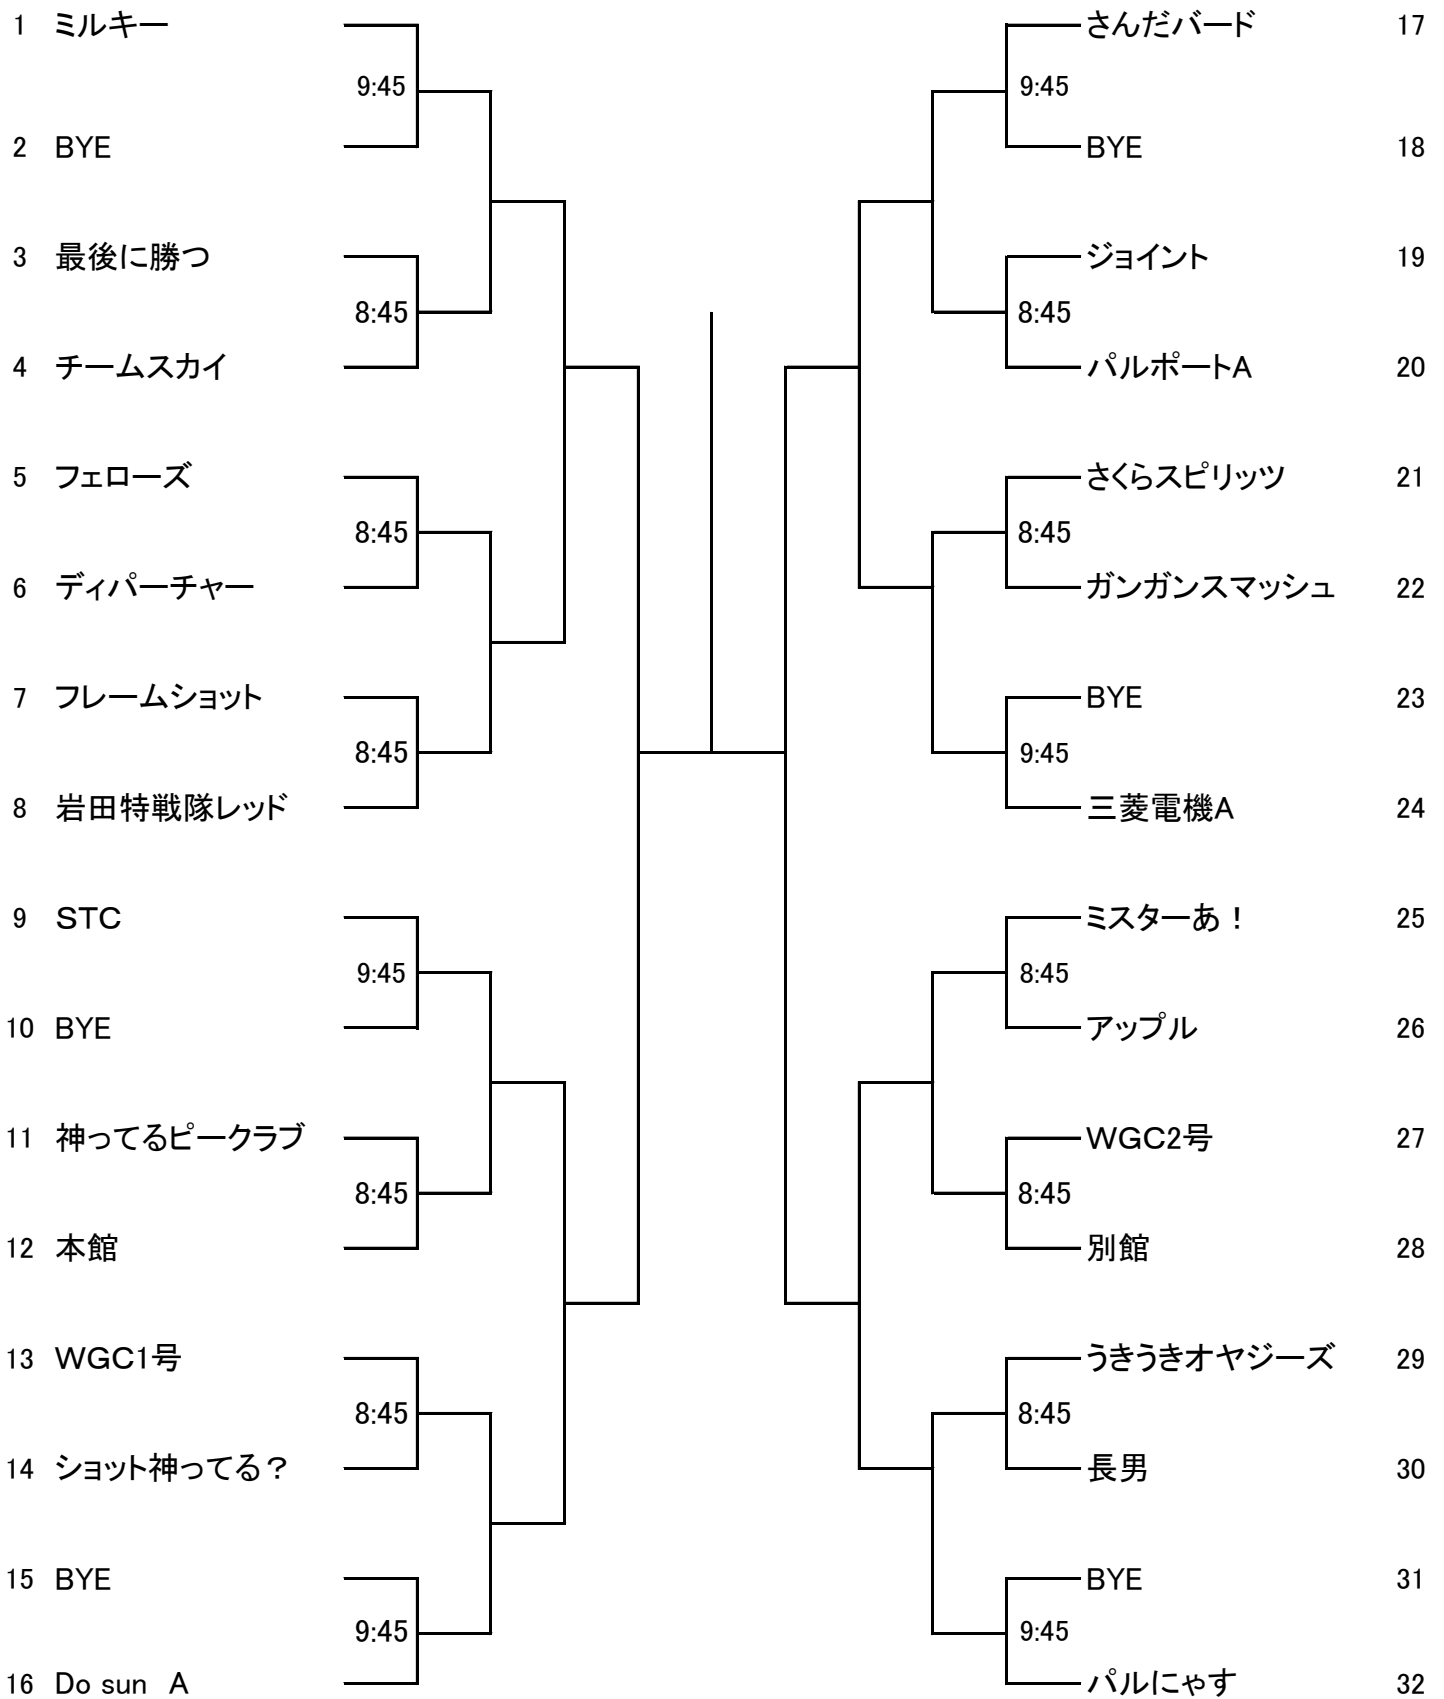 1 ミルキー
9:45
2 BYE
3 最後に勝つ
8:45
4 チームスカイ
5 フェローズ
8:45
6 ディパーチャー
7 フレームショット
8:45
8 岩田特戦隊レッド
9 STC
9:45
10 BYE
11 神ってるピークラブ
8:45
12 本館
13 WGC1号
8:45
14 ショット神ってる？
15 BYE
9:45
16 Do sun A
さんだバード 17
9:45
BYE 18
ジョイント 19
8:45
パルポートA 20
さくらスピリッツ 21
8:45
ガンガンスマッシュ 22
BYE 23
9:45
三菱電機A 24
ミスターあ！ 25
8:45
アップル 26
WGC2号 27
8:45
別館 28
うきうきオヤジーズ 29
8:45
長男 30
BYE 31
9:45
パルにゃす 32